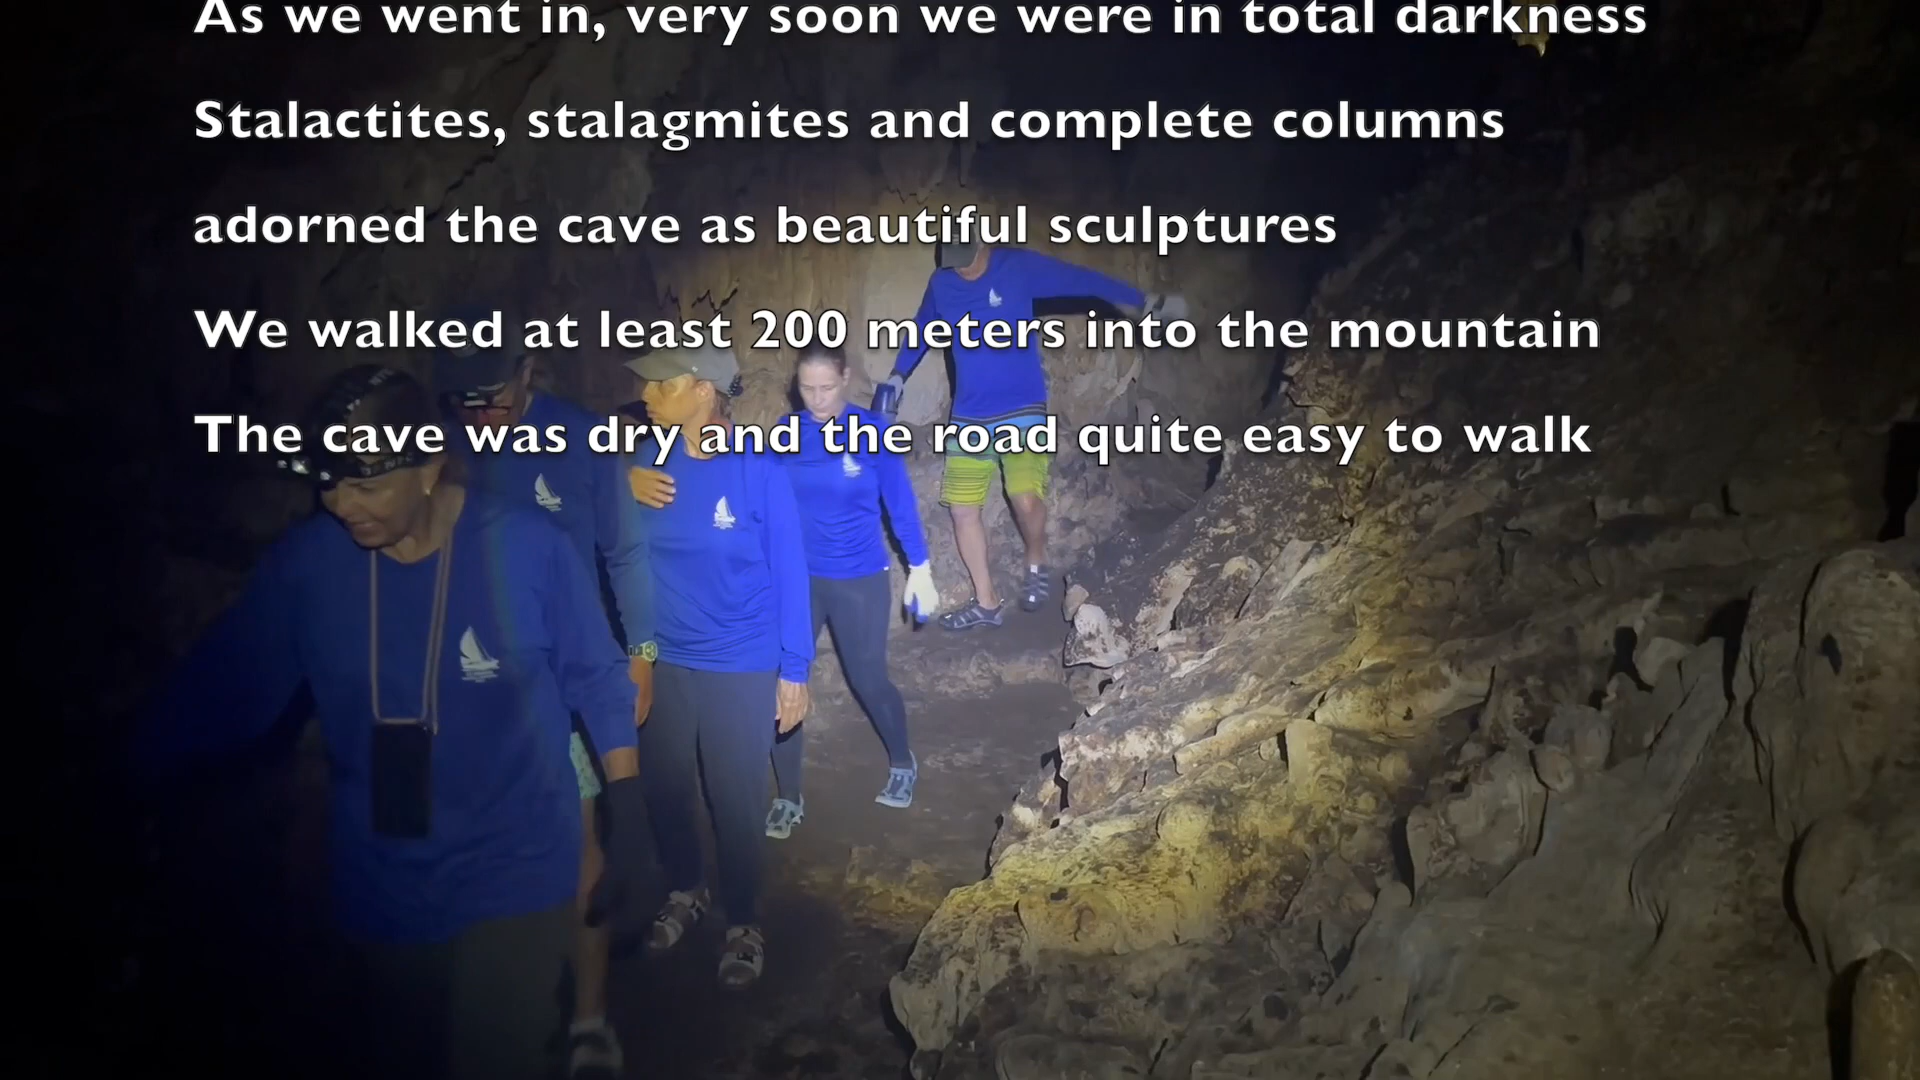 As we went in, very soon we were in total darkness
Stalactites, stalagmites and complete columns
adorned the cave as beautiful sculptures
We walked at least 200 meters into the mountain
The cave was dry and the road quite easy to walk